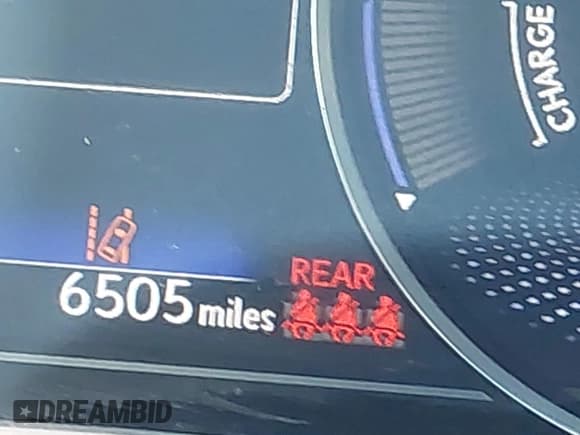 CHARGE
REAR
6505 miles
DREAMBID